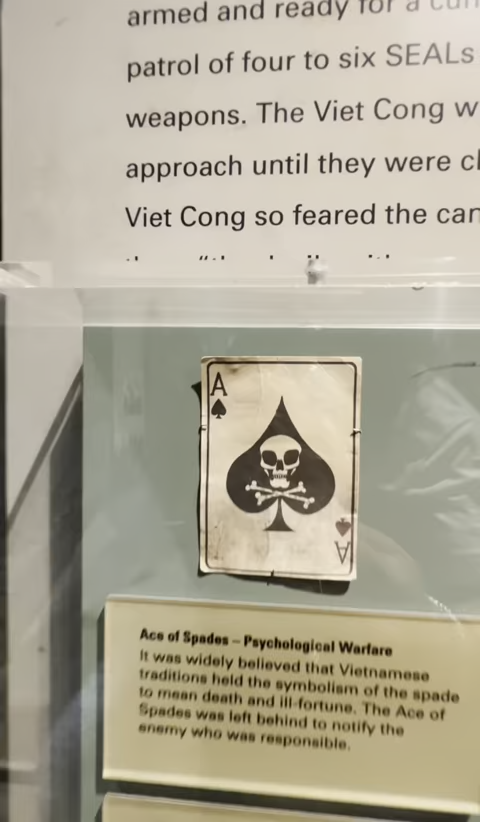 armed and ready for a
patrol of four to six SEALs
weapons. The Viet Cong
approach until they were
Viet Cong so feared the
A
A
Ace of Spades – Psychological Warfare
It was widely believed that Vietnamese
traditions held the symbolism of the spade
to mean death and ill-fortune. The Ace of
Spades was left behind to notify the
enemy who was responsible.